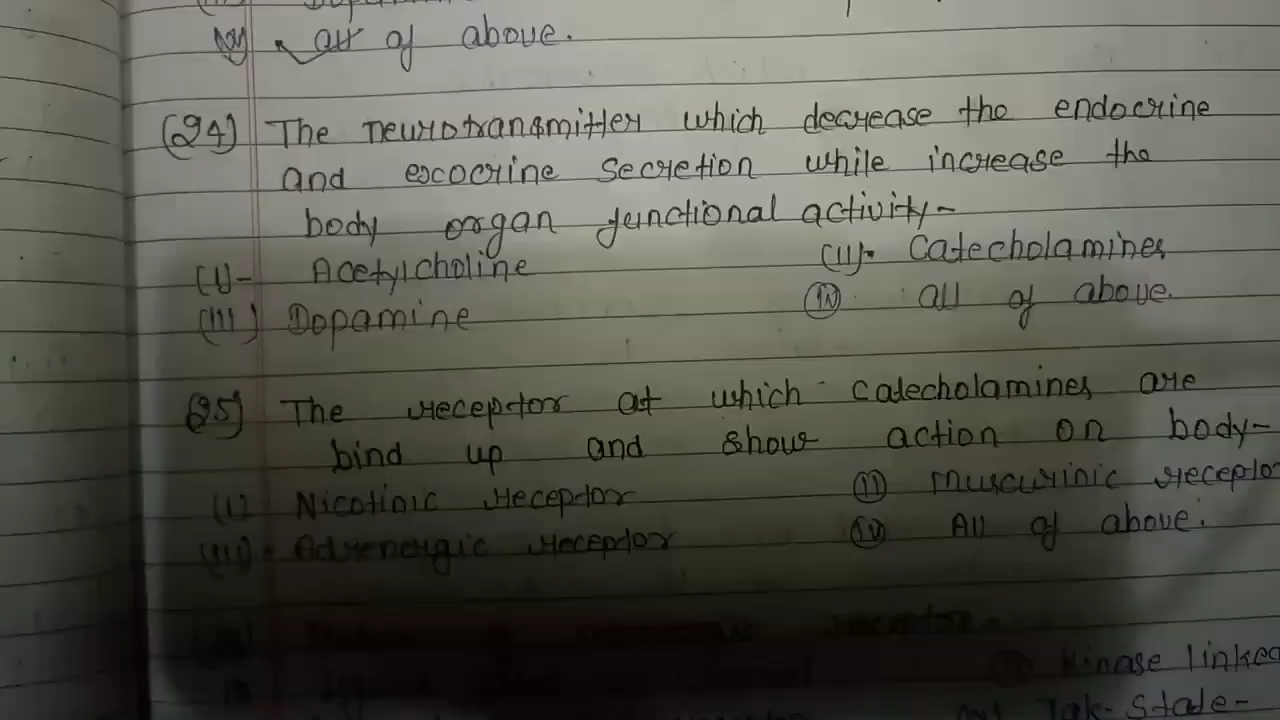 all of above.
(24) The neurotransmitter which decrease the endocrine
and exocrine secretion while increase the
body organ functional activity-
(I)- Acetylcholine (II)- Catecholamines
(III) Dopamine (IV) all of above.
(25) The receptor at which catecholamines are
bind up and show action on body-
(I) Nicotinic receptor (II) Muscurinic receptor
(III) Adrenergic receptor (IV) All of above.
receptor.
Kinase linked